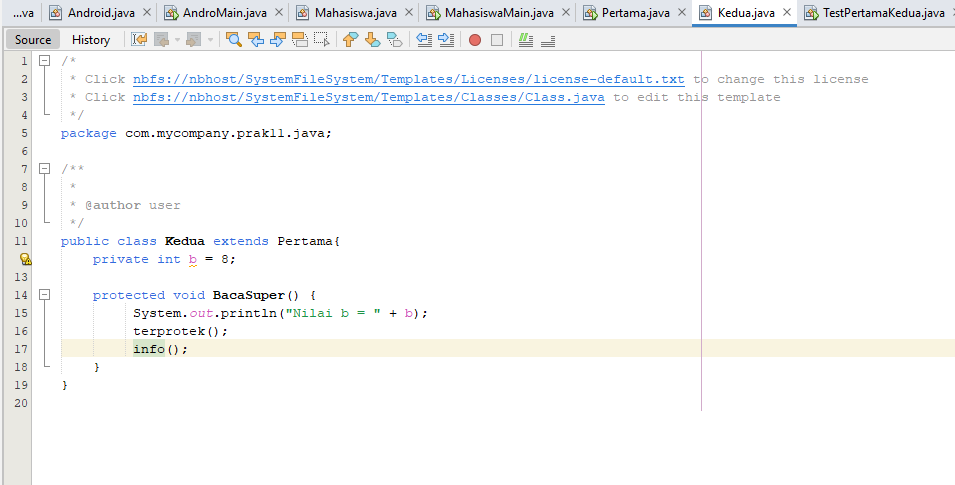 ...va Android.java AndroMain.java Mahasiswa.java MahasiswaMain.java Pertama.java Kedua.java TestPertamaKedua.java
Source History
1 /*
2 * Click nbfs://nbhost/SystemFileSystem/Templates/Licenses/license-default.txt to change this license
3 * Click nbfs://nbhost/SystemFileSystem/Templates/Classes/Class.java to edit this template
4 */
5 package com.mycompany.prak11.java;
6
7 /**
8 *
9 * @author user
10 */
11 public class Kedua extends Pertama{
private int b = 8;
13
14 protected void BacaSuper() {
15 System.out.println("Nilai b = " + b);
16 terprotek();
17 info();
18 }
19 }
20